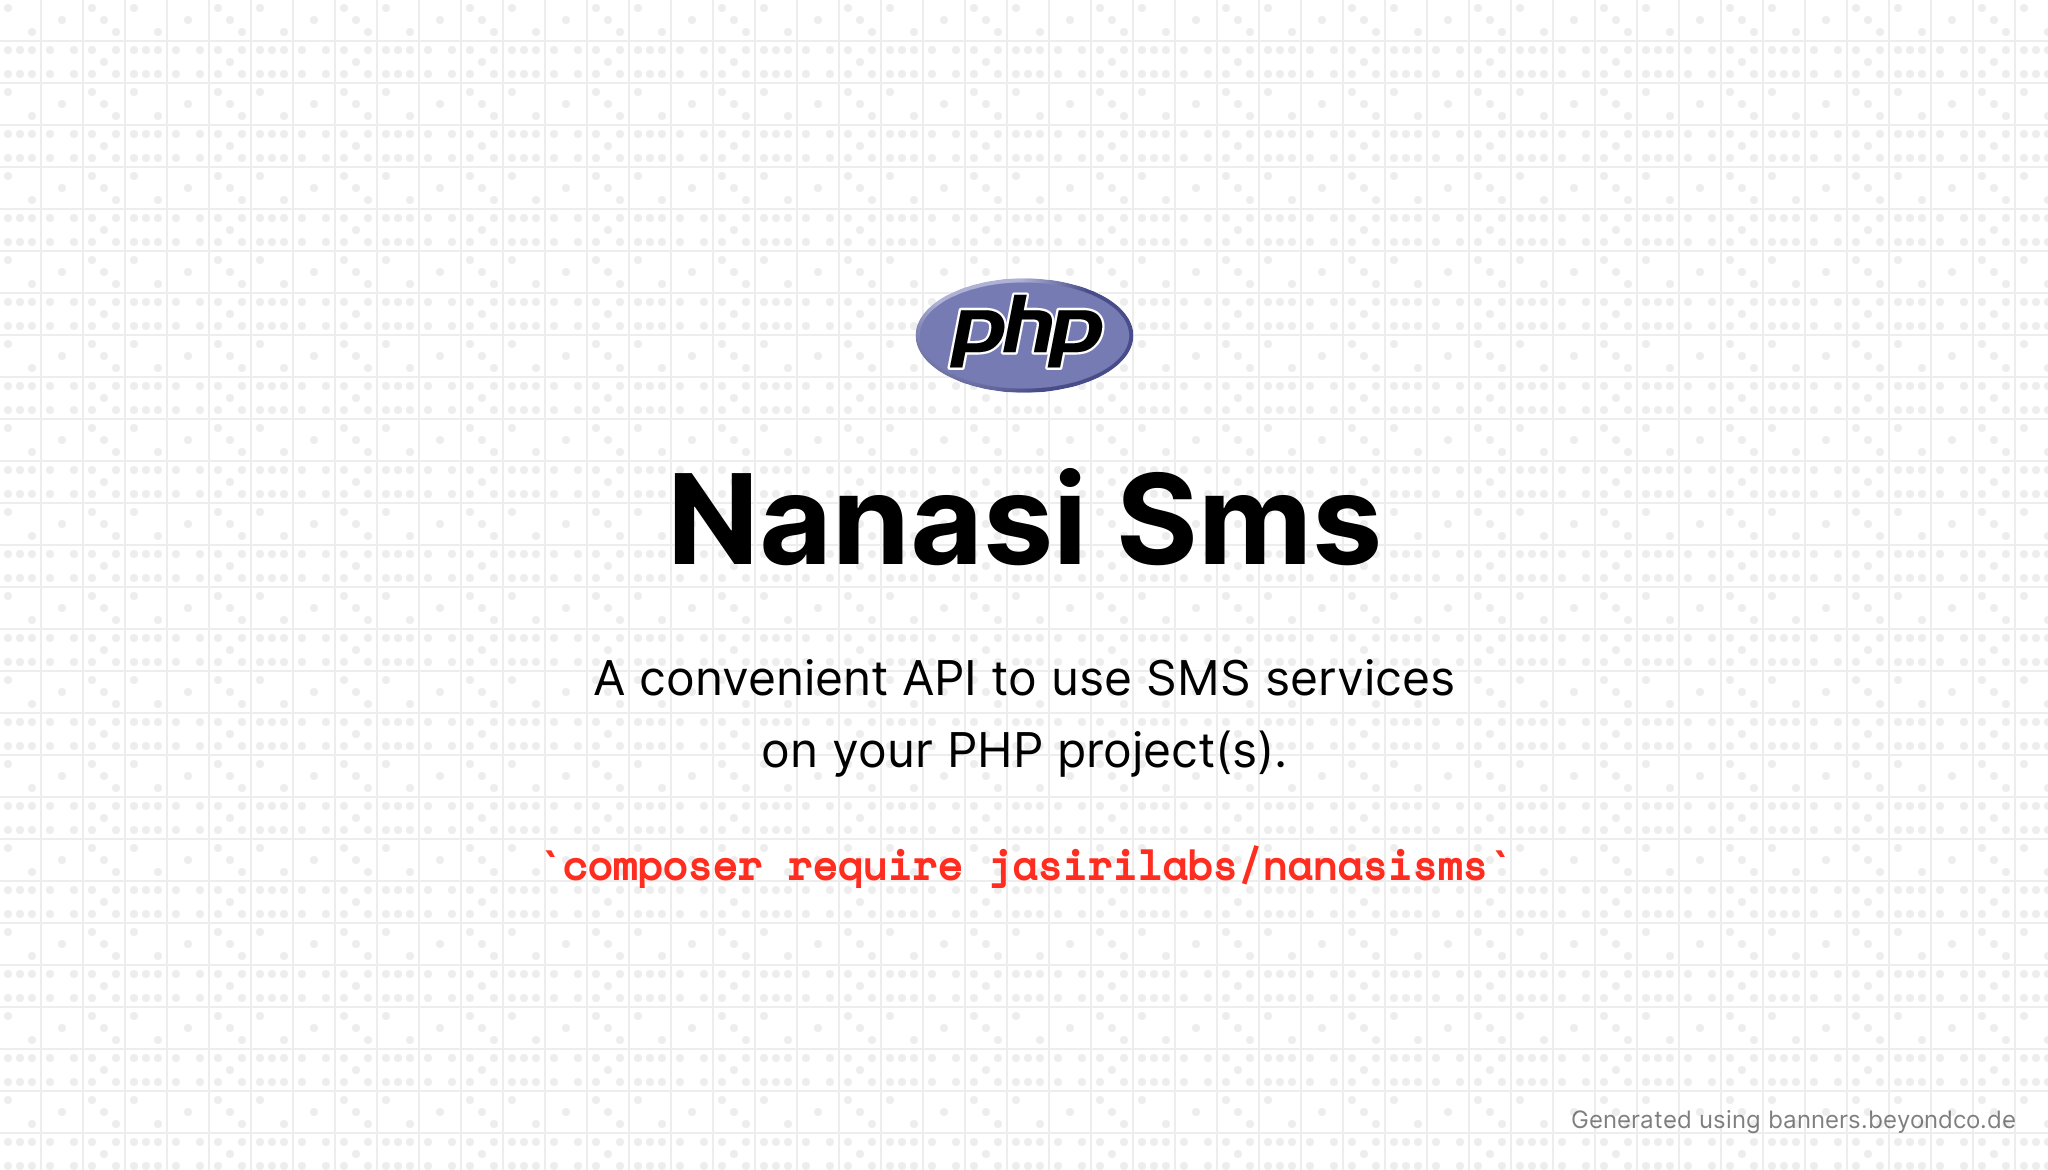 php
Nanasi Sms
A convenient API to use SMS services
on your PHP project(s).
`composer require jasirilabs/nanasisms`
Generated using banners.beyondco.de